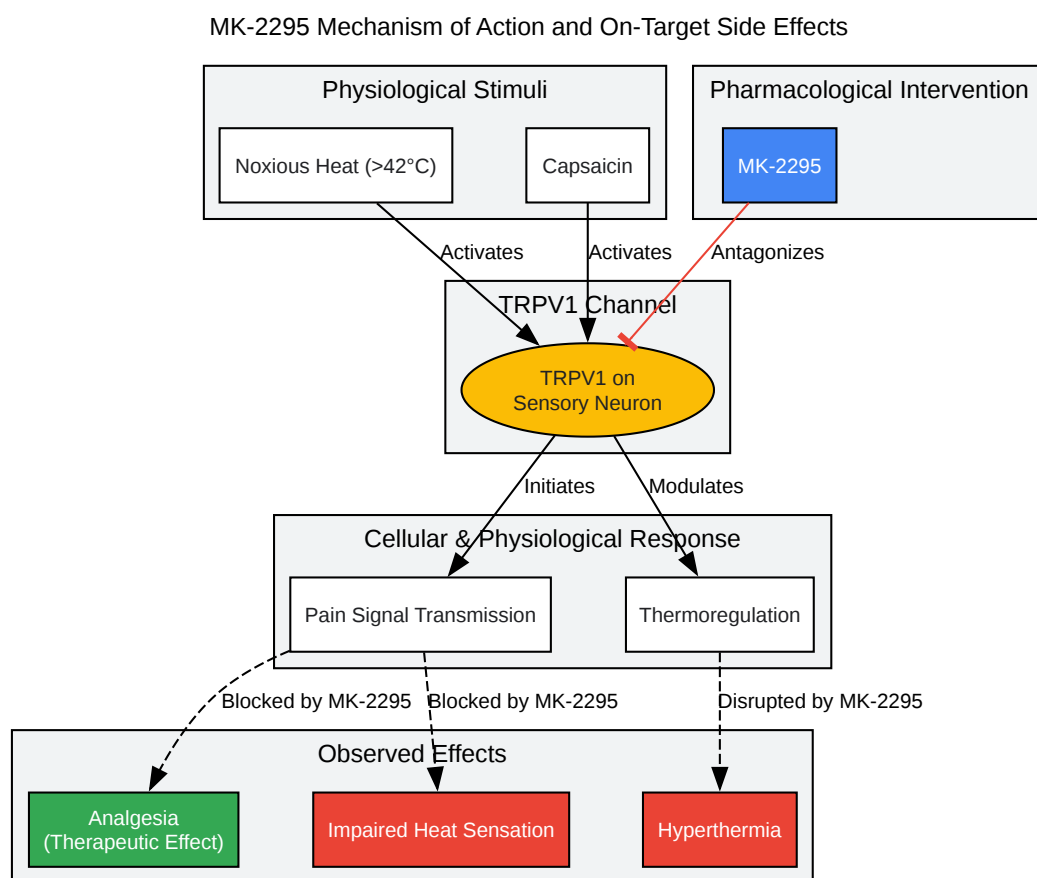 MK-2295 Mechanism of Action and On-Target Side Effects
Physiological Stimuli
Pharmacological Intervention
Noxious Heat (>42°C)
Capsaicin
MK-2295
Activates
Activates
Antagonizes
TRPV1 Channel
TRPV1 on
Sensory Neuron
Initiates
Modulates
Cellular & Physiological Response
Pain Signal Transmission
Thermoregulation
Blocked by MK-2295
Blocked by MK-2295
Disrupted by MK-2295
Observed Effects
Analgesia
(Therapeutic Effect)
Impaired Heat Sensation
Hyperthermia